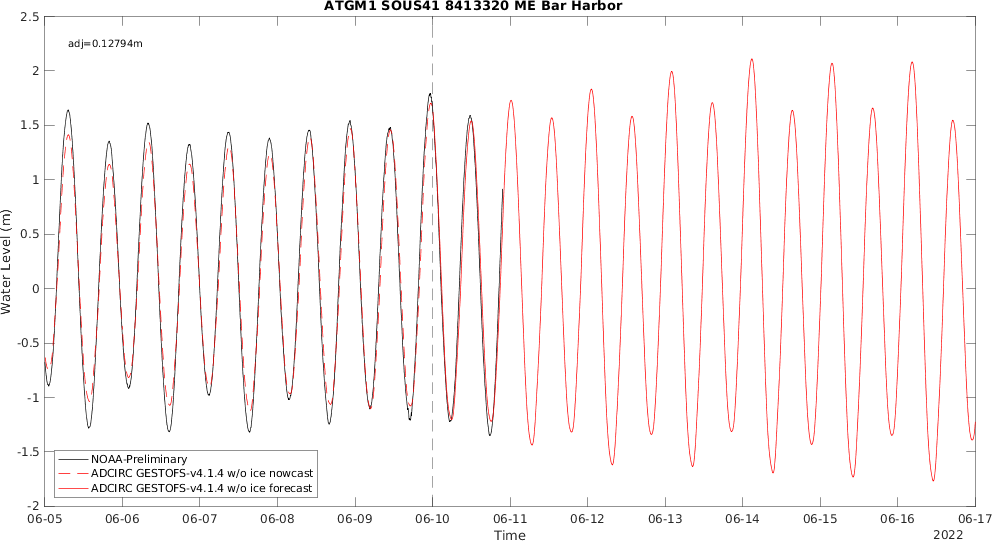 ATGM1 SOUS41 8413320 ME Bar Harbor
adj=0.12794m
2.5
2
1.5
1
0.5
0
-0.5
-1
-1.5
-2
Water Level (m)
NOAA-Preliminary
ADCIRC GESTOFS-v4.1.4 w/o ice nowcast
ADCIRC GESTOFS-v4.1.4 w/o ice forecast
06-05 06-06 06-07 06-08 06-09 06-10 06-11 06-12 06-13 06-14 06-15 06-16 06-17
Time
2022